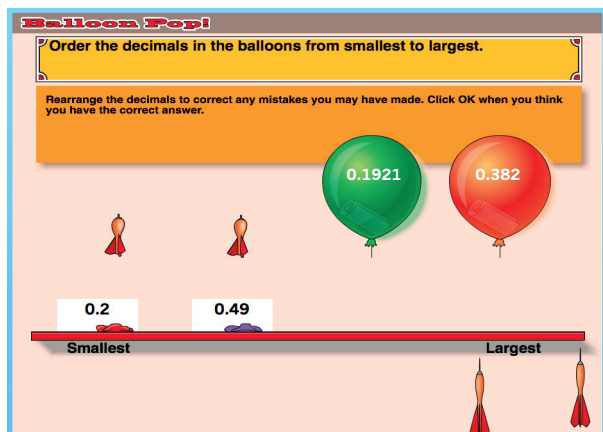 Balloon Pop!
Order the decimals in the balloons from smallest to largest.
Rearrange the decimals to correct any mistakes you may have made. Click OK when you think
you have the correct answer.
0.1921
0.382
0.2
0.49
Smallest
Largest